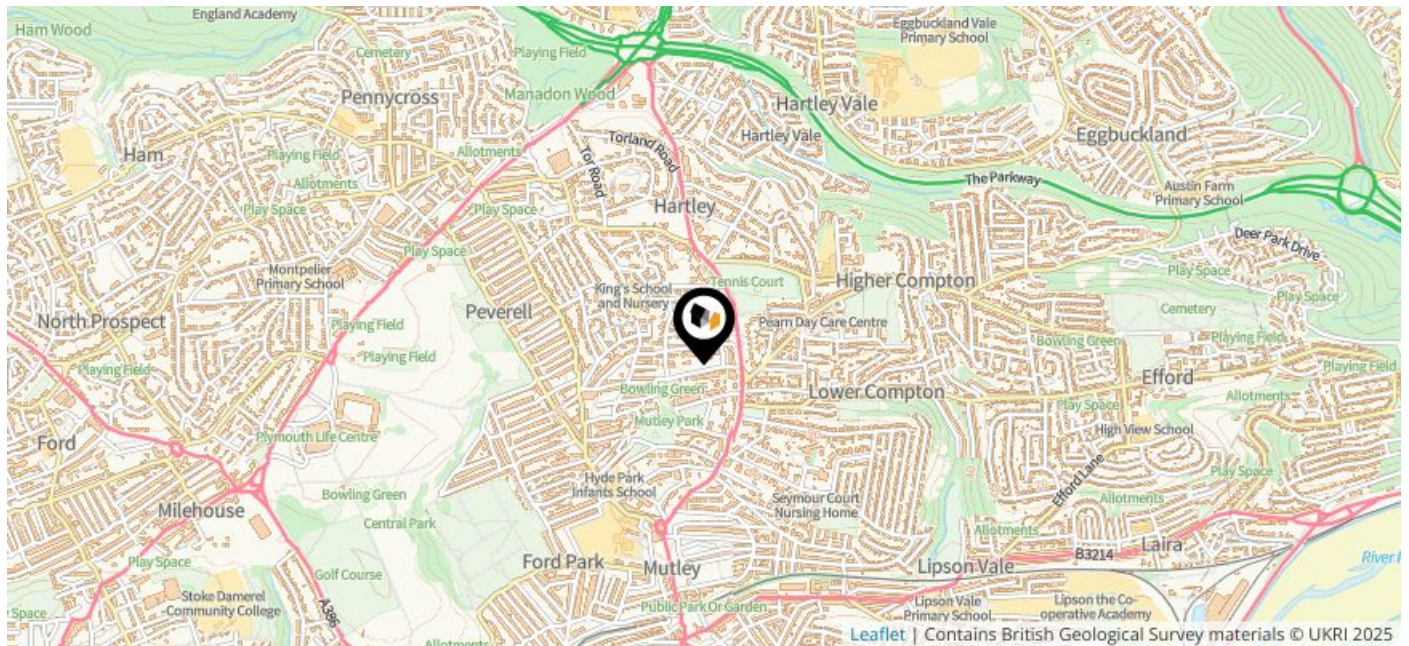 England Academy
Ham Wood
Cemetery
Playing Field
Eggbuckland Vale
Primary School
Pennycross
Manadon Wood
Hartley Vale
Hartley Vale
Eggbuckland
Ham
Playing Field
Allotments
Torland Road
Tor Road
Allotments
The Parkway
Austin Farm
Primary School
Play Space
Play Space
Hartley
Deer Park Drive
Play Space
Montpelier
Primary School
King's School
and Nursery
Tennis Court
Higher Compton
Play Space
Play Space
North Prospect
Playing Field
Peverell
Pearn Day Care Centre
Cemetery
Playing Field
Playing Field
Bowling Green
Playing Field
Playing Field
Bowling Green
Lower Compton
Efford
Allotments
Ford
Plymouth Life Centre
Mutley Park
Play Space
High View School
Hyde Park
Infants School
Efford Lane
Play Space
Milehouse
Bowling Green
Central Park
Seymour Court
Nursing Home
Allotments
Allotments
Play Space
Golf Course
Ford Park
Mutley
Lipson Vale
B3214
Laira
Stoke Damerel
Community College
A386
Public Park Or Garden
Lipson Vale
Primary School
Lipson the Co-
operative Academy
Space
Allotments
Leaflet | Contains British Geological Survey materials © UKRI 2025